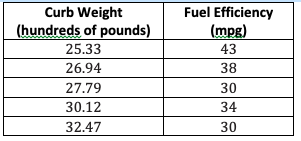 Curb Weight Fuel Efficiency
(hundreds of pounds) (mpg)
25.33 43
26.94 38
27.79 30
30.12 34
32.47 30